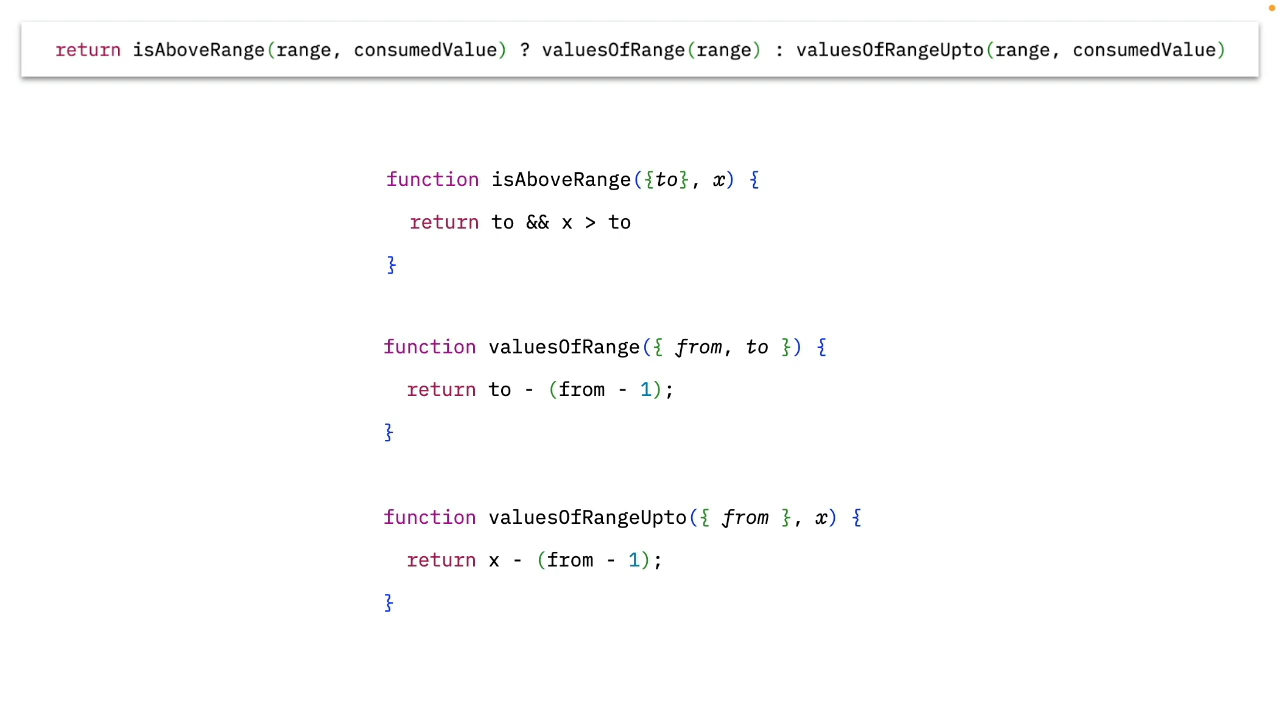 return isAboveRange(range, consumedValue) ? valuesOfRange(range) : valuesOfRangeUpto(range, consumedValue)
function isAboveRange({to}, x) {
return to && x > to
}
function valuesOfRange({ from, to }) {
return to - (from - 1);
}
function valuesOfRangeUpto({ from }, x) {
return x - (from - 1);
}